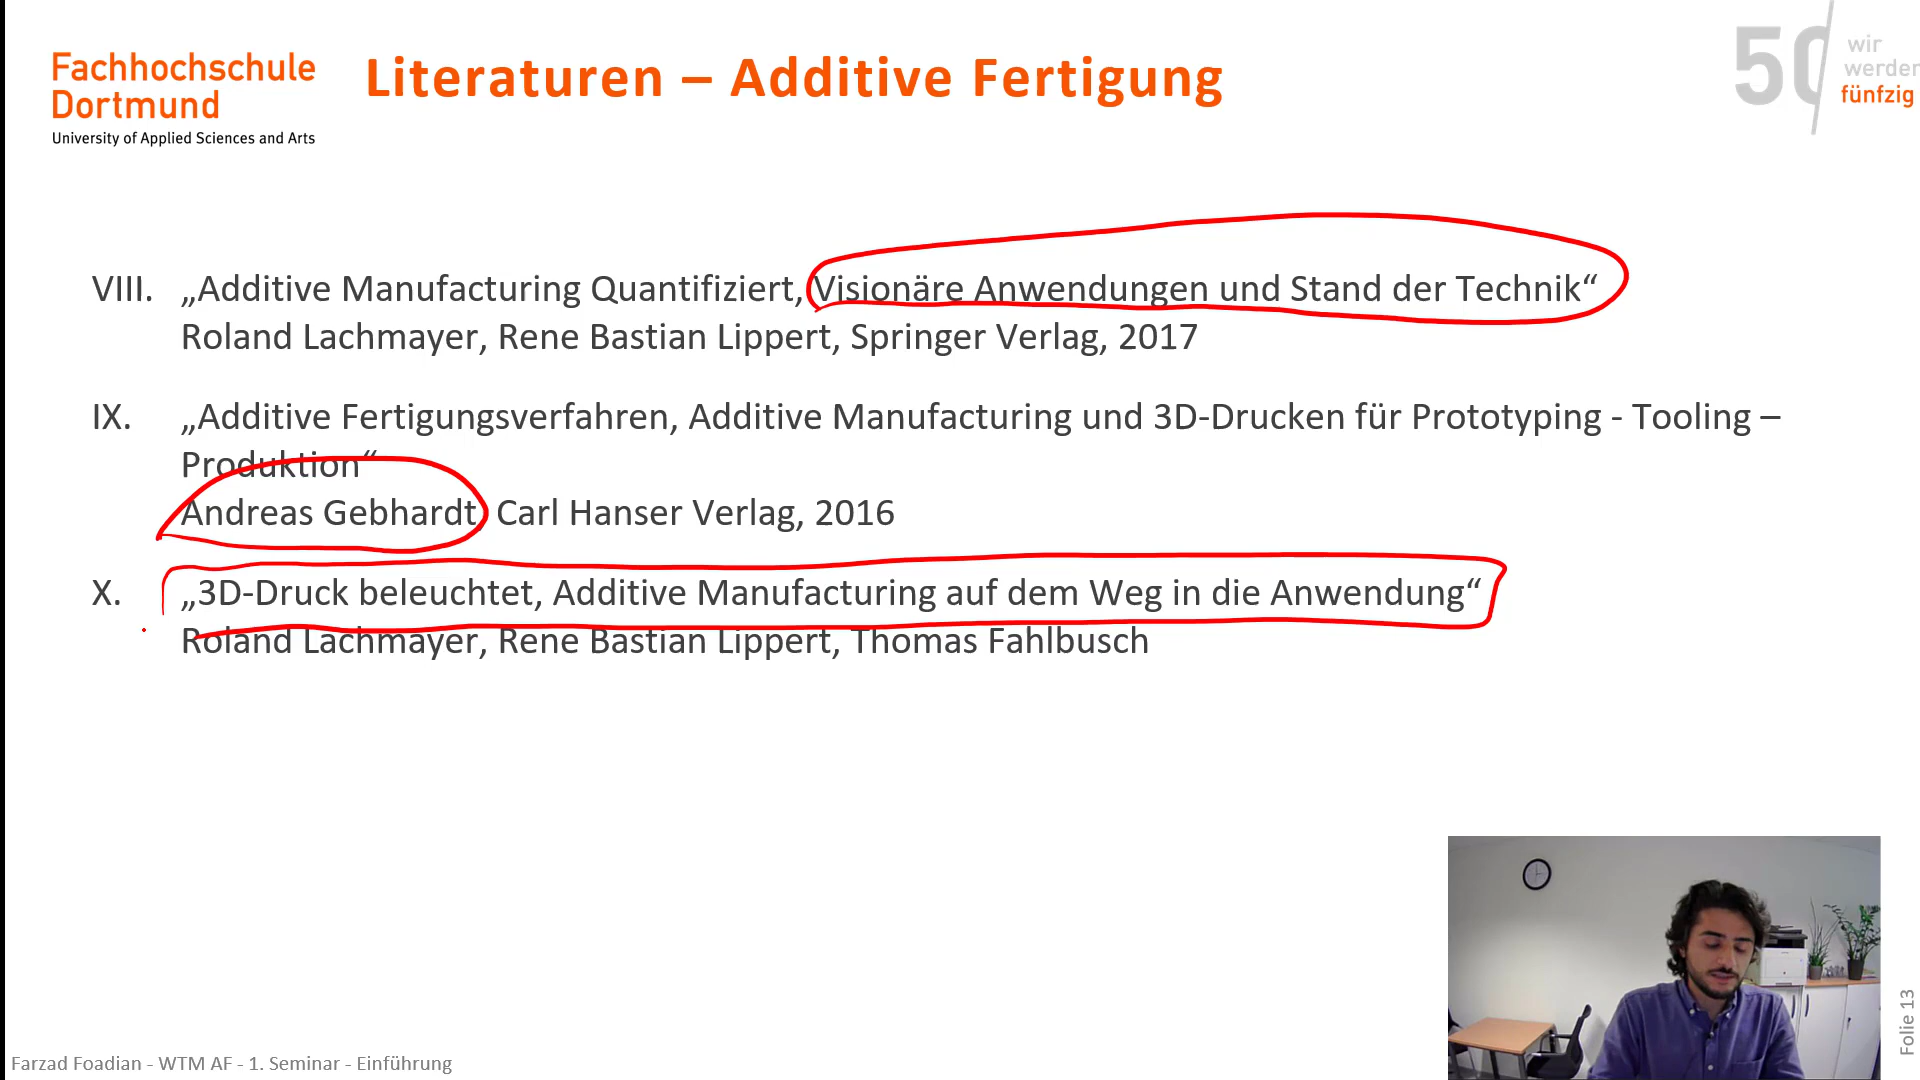 Fachhochschule
Dortmund
University of Applied Sciences and Arts
Literaturen – Additive Fertigung
50
wir
werden
fünfzig
VIII. „Additive Manufacturing Quantifiziert, Visionäre Anwendungen und Stand der Technik“
Roland Lachmayer, Rene Bastian Lippert, Springer Verlag, 2017
IX. „Additive Fertigungsverfahren, Additive Manufacturing und 3D-Drucken für Prototyping - Tooling –
Produktion“
Andreas Gebhardt, Carl Hanser Verlag, 2016
X. „3D-Druck beleuchtet, Additive Manufacturing auf dem Weg in die Anwendung“
Roland Lachmayer, Rene Bastian Lippert, Thomas Fahlbusch
Folie 13
Farzad Foadian - WTM AF - 1. Seminar - Einführung